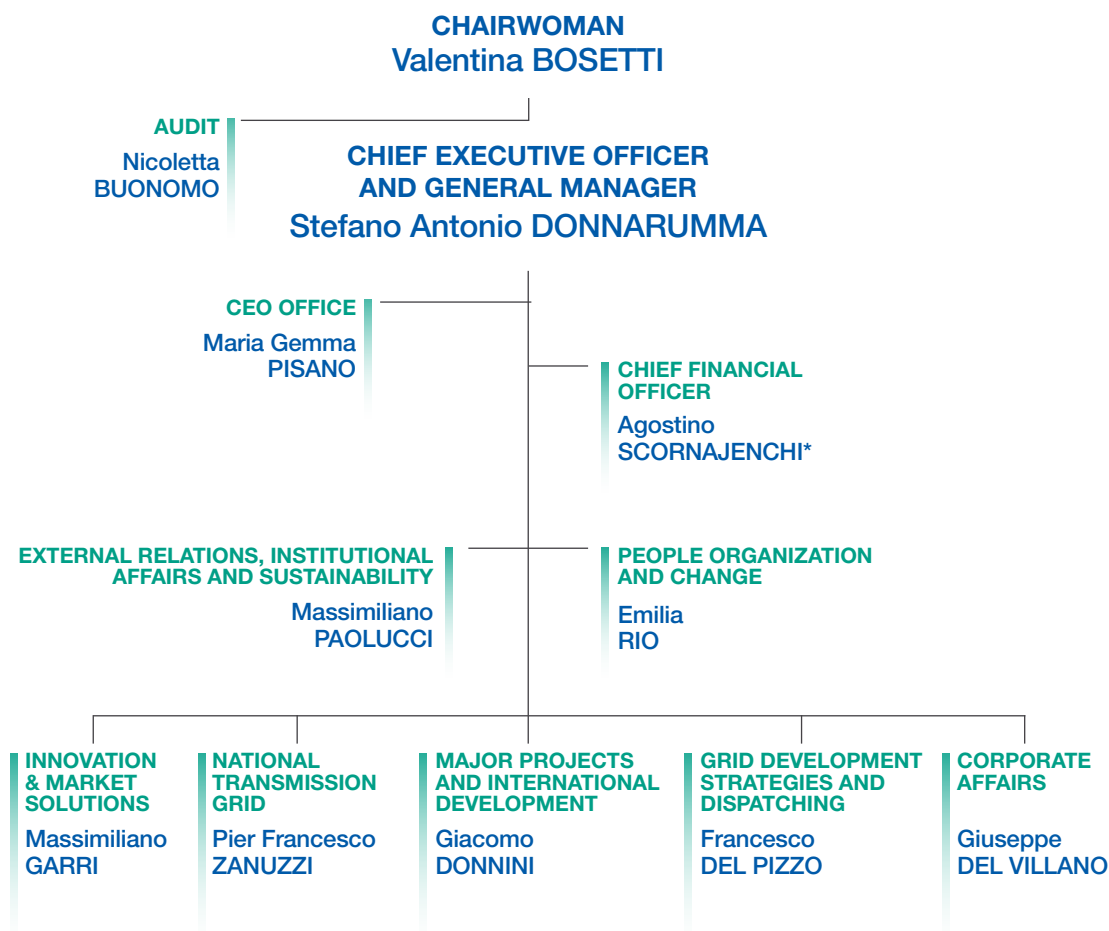 CHAIRWOMAN
Valentina BOSETTI
AUDIT
Nicoletta
BUONOMO
CHIEF EXECUTIVE OFFICER
AND GENERAL MANAGER
Stefano Antonio DONNARUMMA
CEO OFFICE
Maria Gemma
PISANO
CHIEF FINANCIAL
OFFICER
Agostino
SCORNAJENCHI*
EXTERNAL RELATIONS, INSTITUTIONAL
AFFAIRS AND SUSTAINABILITY
Massimiliano
PAOLUCCI
PEOPLE ORGANIZATION
AND CHANGE
Emilia
RIO
INNOVATION
& MARKET
SOLUTIONS
Massimiliano
GARRI
NATIONAL
TRANSMISSION
GRID
Pier Francesco
ZANUZZI
MAJOR PROJECTS
AND INTERNATIONAL
DEVELOPMENT
Giacomo
DONNINI
GRID DEVELOPMENT
STRATEGIES AND
DISPATCHING
Francesco
DEL PIZZO
CORPORATE
AFFAIRS
Giuseppe
DEL VILLANO